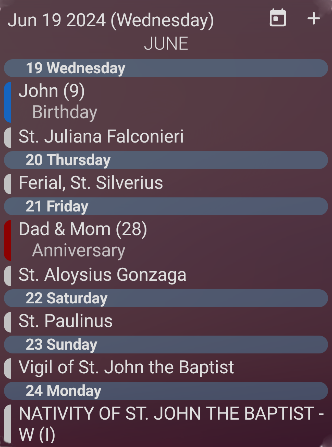 Jun 19 2024 (Wednesday)
JUNE
19 Wednesday
John (9)
Birthday
St. Juliana Falconieri
20 Thursday
Ferial, St. Silverius
21 Friday
Dad & Mom (28)
Anniversary
St. Aloysius Gonzaga
22 Saturday
St. Paulinus
23 Sunday
Vigil of St. John the Baptist
24 Monday
NATIVITY OF ST. JOHN THE BAPTIST -
W (I)